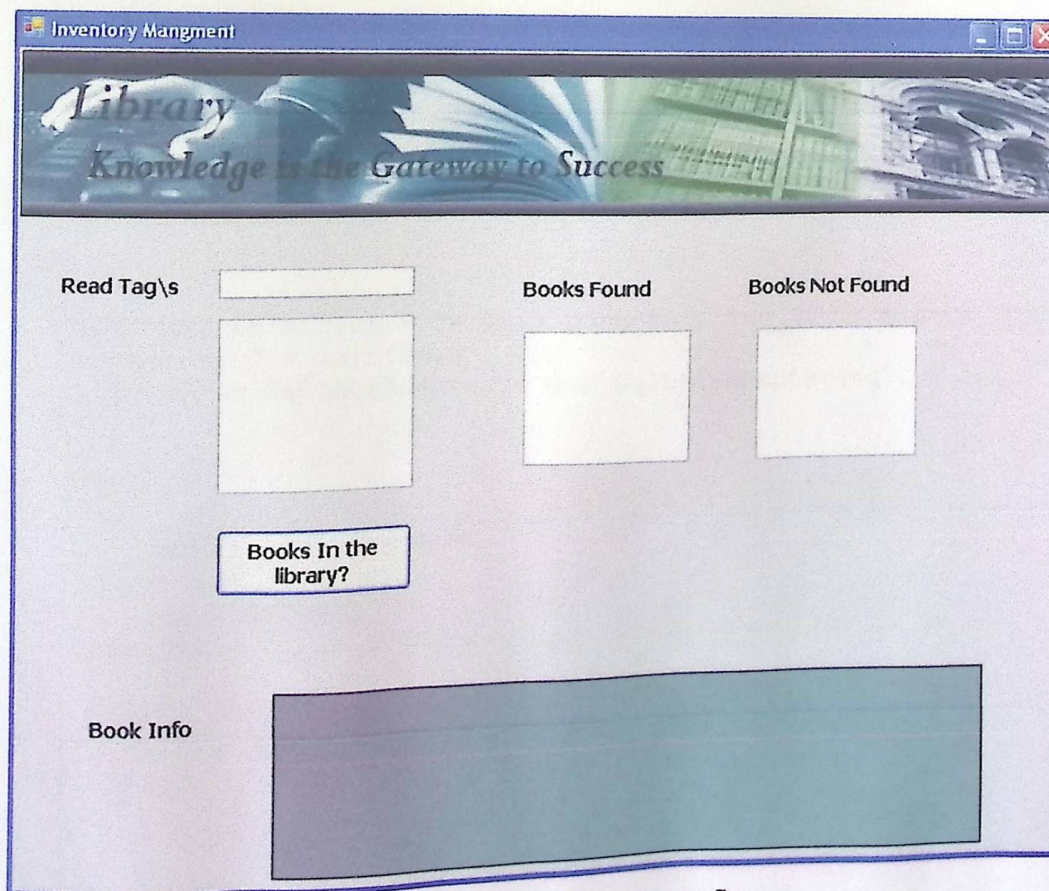 Inventory Mangment
Library
Knowledge is the Gateway to Success
Read Tag\s
Books Found
Books Not Found
Books In the
library?
Book Info